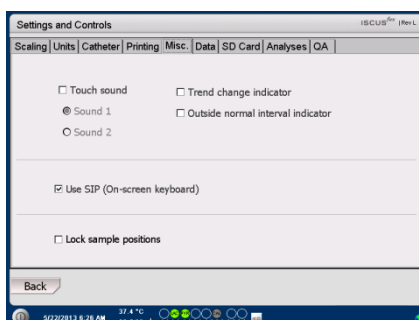 Settings and Controls
ISCUSflex |Rev L
Scaling | Units | Catheter | Printing | Misc. | Data | SD Card | Analyses | QA |
Touch sound
Trend change indicator
Sound 1
Outside normal interval indicator
Sound 2
Use SIP (On-screen keyboard)
Lock sample positions
Back
5/22/2013 6:26 AM
37.4 °C